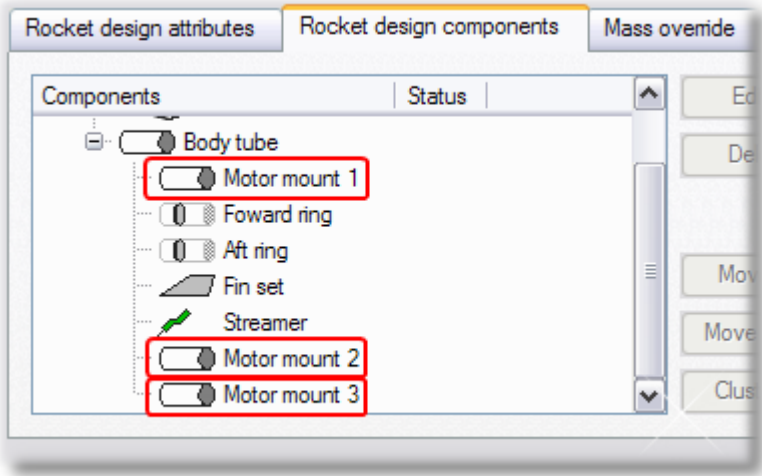 Rocket design attributes Rocket design components Mass override
Components Status
Body tube
Motor mount 1
Foward ring
Aft ring
Fin set
Streamer
Motor mount 2
Motor mount 3